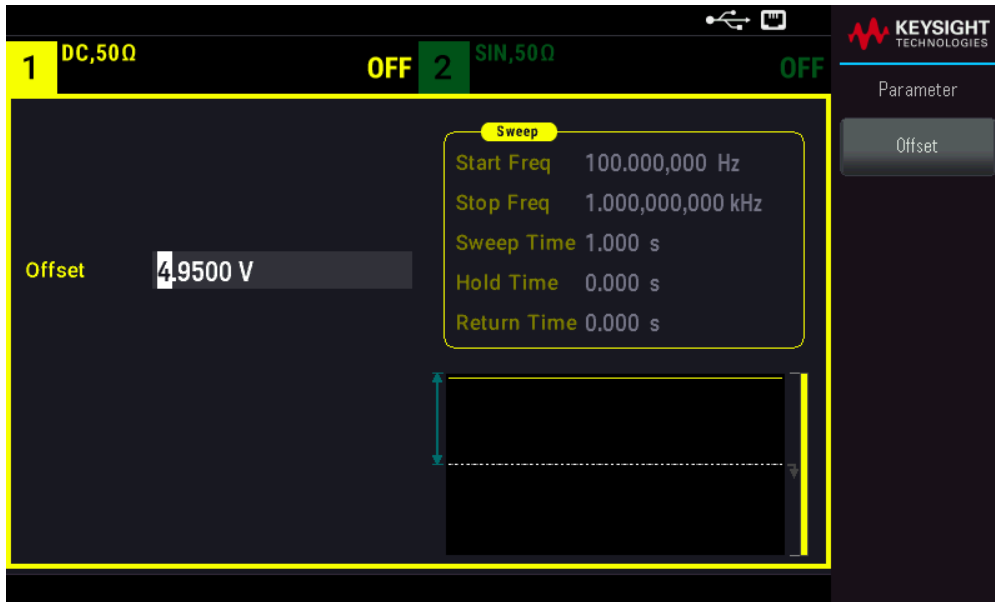 1 DC,50Ω OFF
2 SIN,50Ω OFF
KEYSIGHT
TECHNOLOGIES
Parameter
Offset
Sweep
Start Freq 100.000,000 Hz
Stop Freq 1.000,000,000 kHz
Sweep Time 1.000 s
Hold Time 0.000 s
Return Time 0.000 s
Offset 4.9500 V